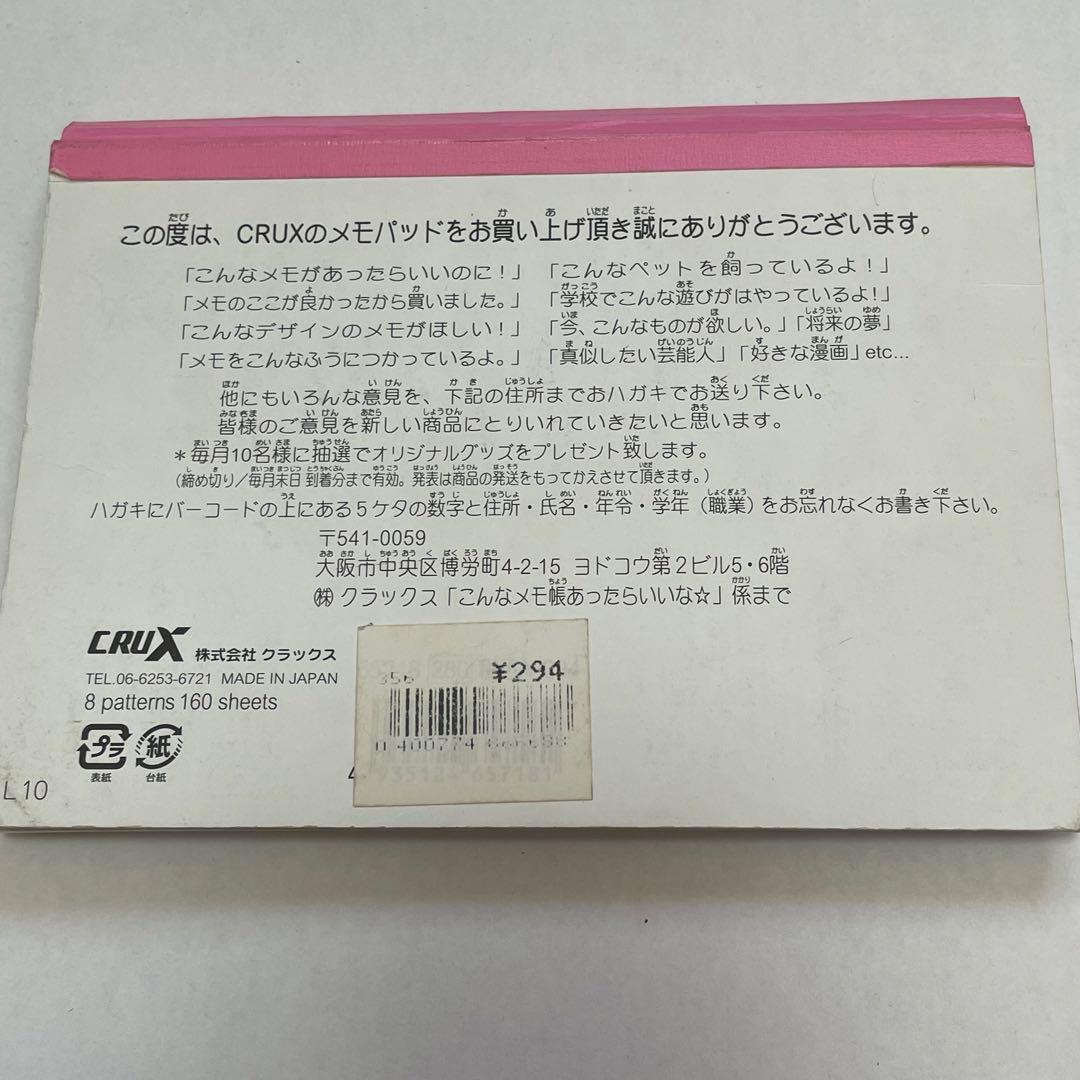 この度は、CRUXのメモパッドをお買い上げ頂き誠にありがとうございます。
「こんなメモがあったらいいのに！」 「こんなペットを飼っているよ！」
「メモのここが良かったから買いました。」 「学校でこんな遊びがはやっているよ！」
「こんなデザインのメモがほしい！」 「今、こんなものが欲しい。」「将来の夢」
「メモをこんなふうにつかっているよ。」 「真似したい芸能人」「好きな漫画」etc...
他にもいろんな意見を、下記の住所までおハガキでお送り下さい。
皆様のご意見を新しい商品にとりいれていきたいと思います。
＊毎月10名様に抽選でオリジナルグッズをプレゼント致します。
（締め切り／毎月末日 到着分まで有効。発表は商品の発送をもってかえさせて頂きます。）
ハガキにバーコードの上にある5ケタの数字と住所・氏名・年令・学年（職業）をお忘れなくお書き下さい。
〒541-0059
大阪市中央区博労町4-2-15 ヨドコウ第2ビル5・6階
㈱ クラックス「こんなメモ帳あったらいいな☆」係まで
CRUX 株式会社 クラックス
TEL.06-6253-6721 MADE IN JAPAN
8 patterns 160 sheets
プラ 紙
表紙 台紙
L10
¥294
356
0 400774
4 935124 657181